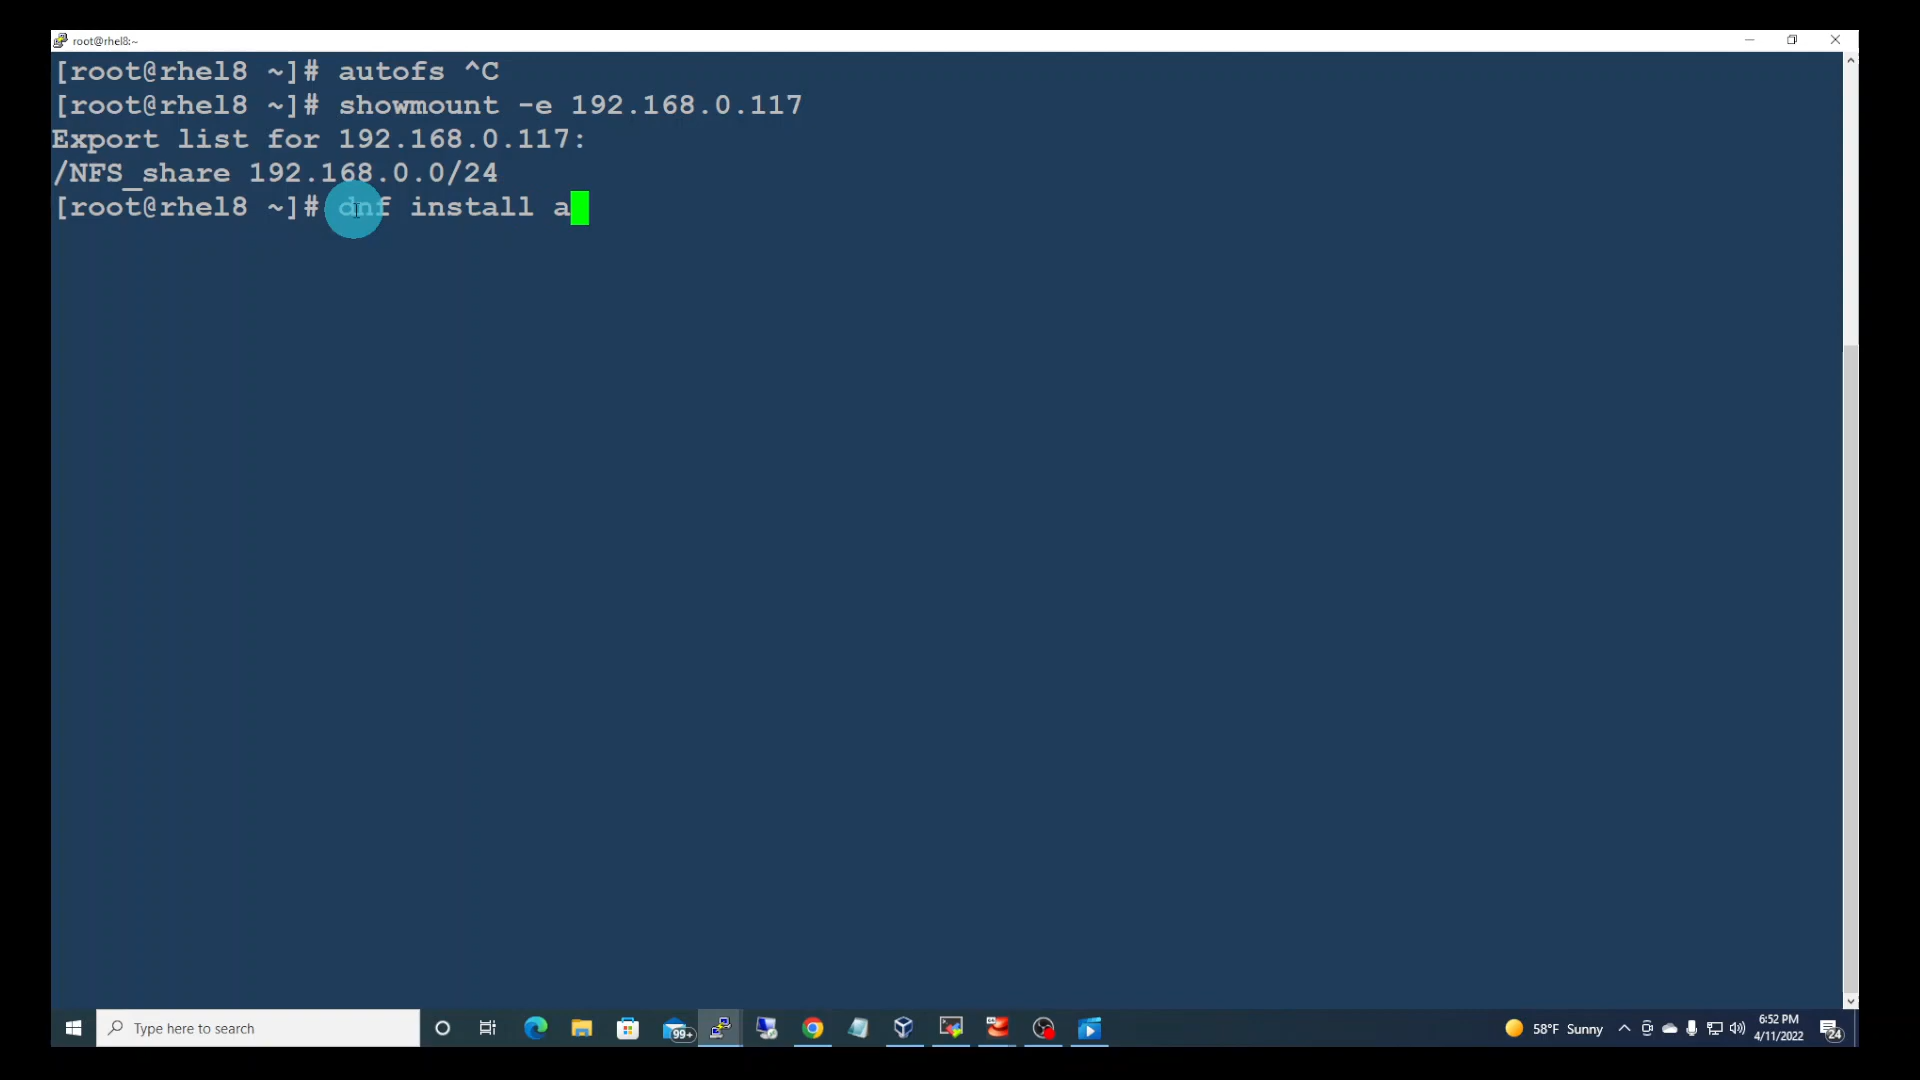 root@rhel8:~
[root@rhel8 ~]# autofs ^C
[root@rhel8 ~]# showmount -e 192.168.0.117
Export list for 192.168.0.117:
/NFS_share 192.168.0.0/24
[root@rhel8 ~]# dnf install a
Type here to search
99+
58°F Sunny
6:52 PM
4/11/2022
24